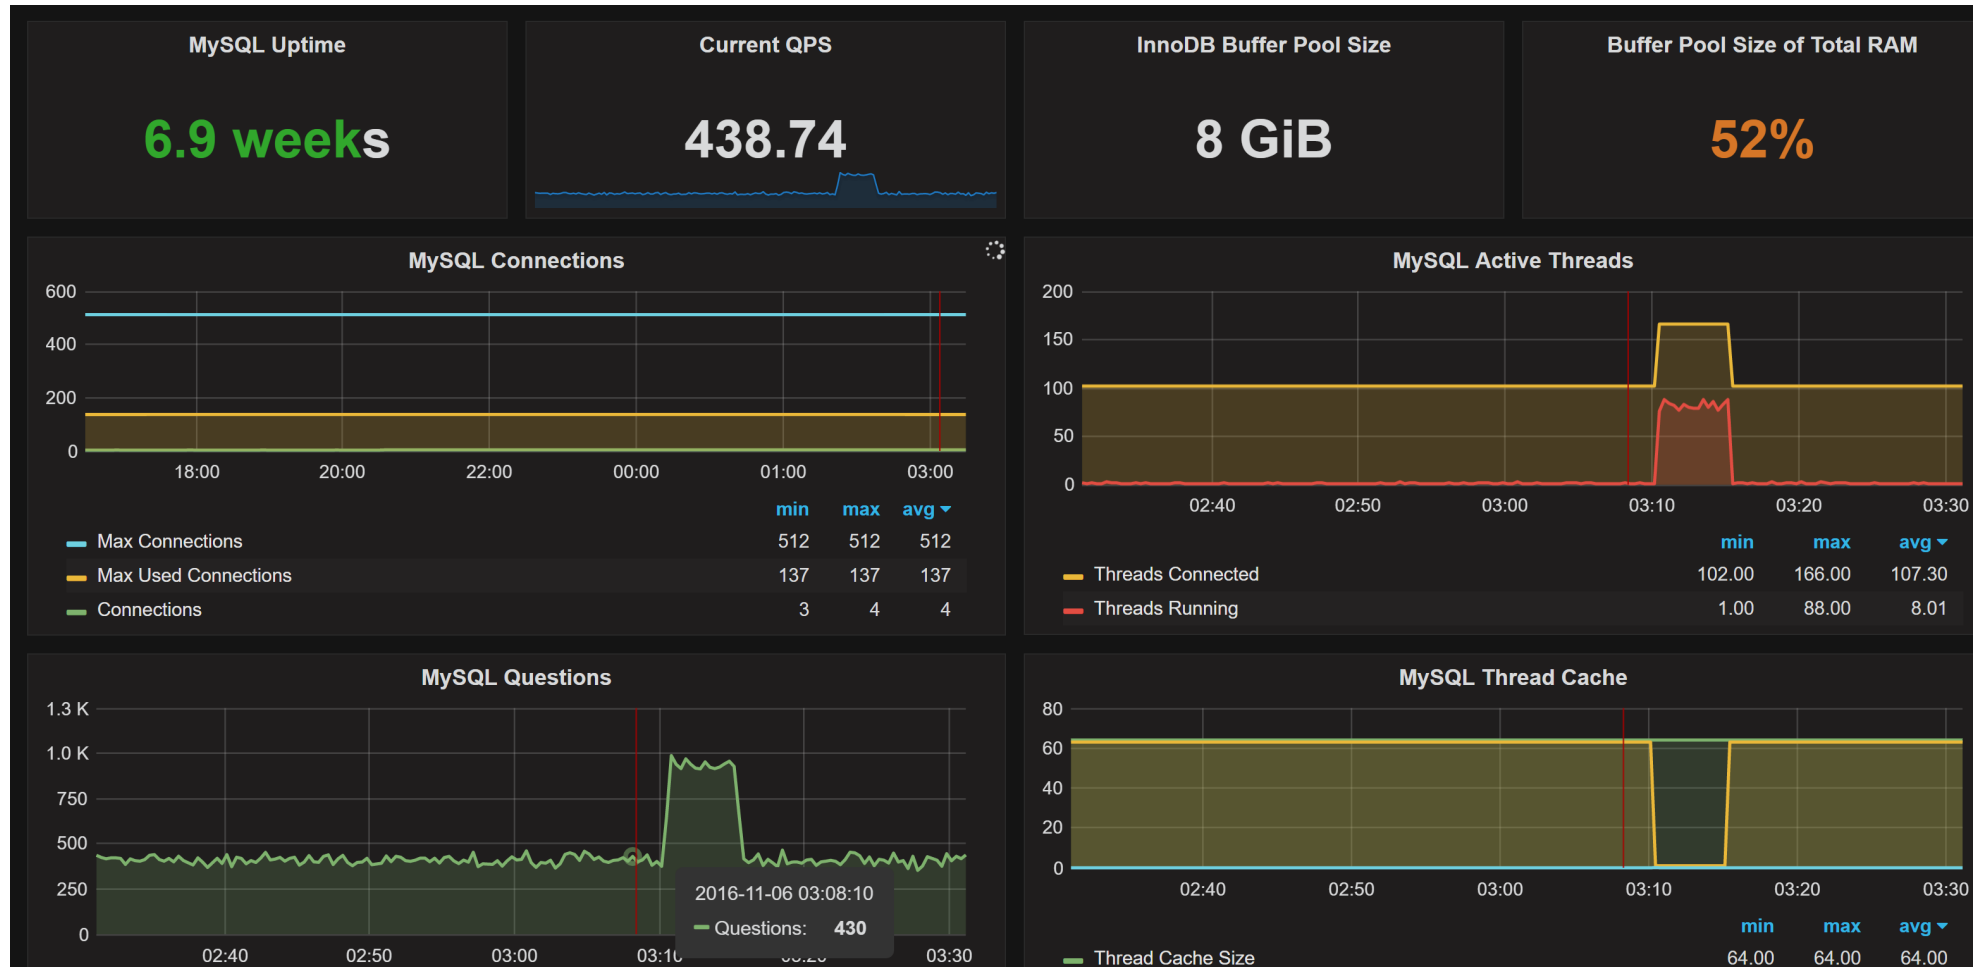 MySQL Uptime
6.9 weeks
Current QPS
438.74
InnoDB Buffer Pool Size
8 GiB
Buffer Pool Size of Total RAM
52%
MySQL Connections
600
400
200
0
18:00 20:00 22:00 00:00 01:00 03:00
min max avg
Max Connections 512 512 512
Max Used Connections 137 137 137
Connections 3 4 4
MySQL Active Threads
200
150
100
50
0
02:40 02:50 03:00 03:10 03:20 03:30
min max avg
Threads Connected 102.00 166.00 107.30
Threads Running 1.00 88.00 8.01
MySQL Questions
1.3 K
1.0 K
750
500
250
0
2016-11-06 03:08:10
Questions: 430
02:40 02:50 03:00 03:10 03:20 03:30
MySQL Thread Cache
80
60
40
20
0
02:40 02:50 03:00 03:10 03:20 03:30
min max avg
Thread Cache Size 64.00 64.00 64.00